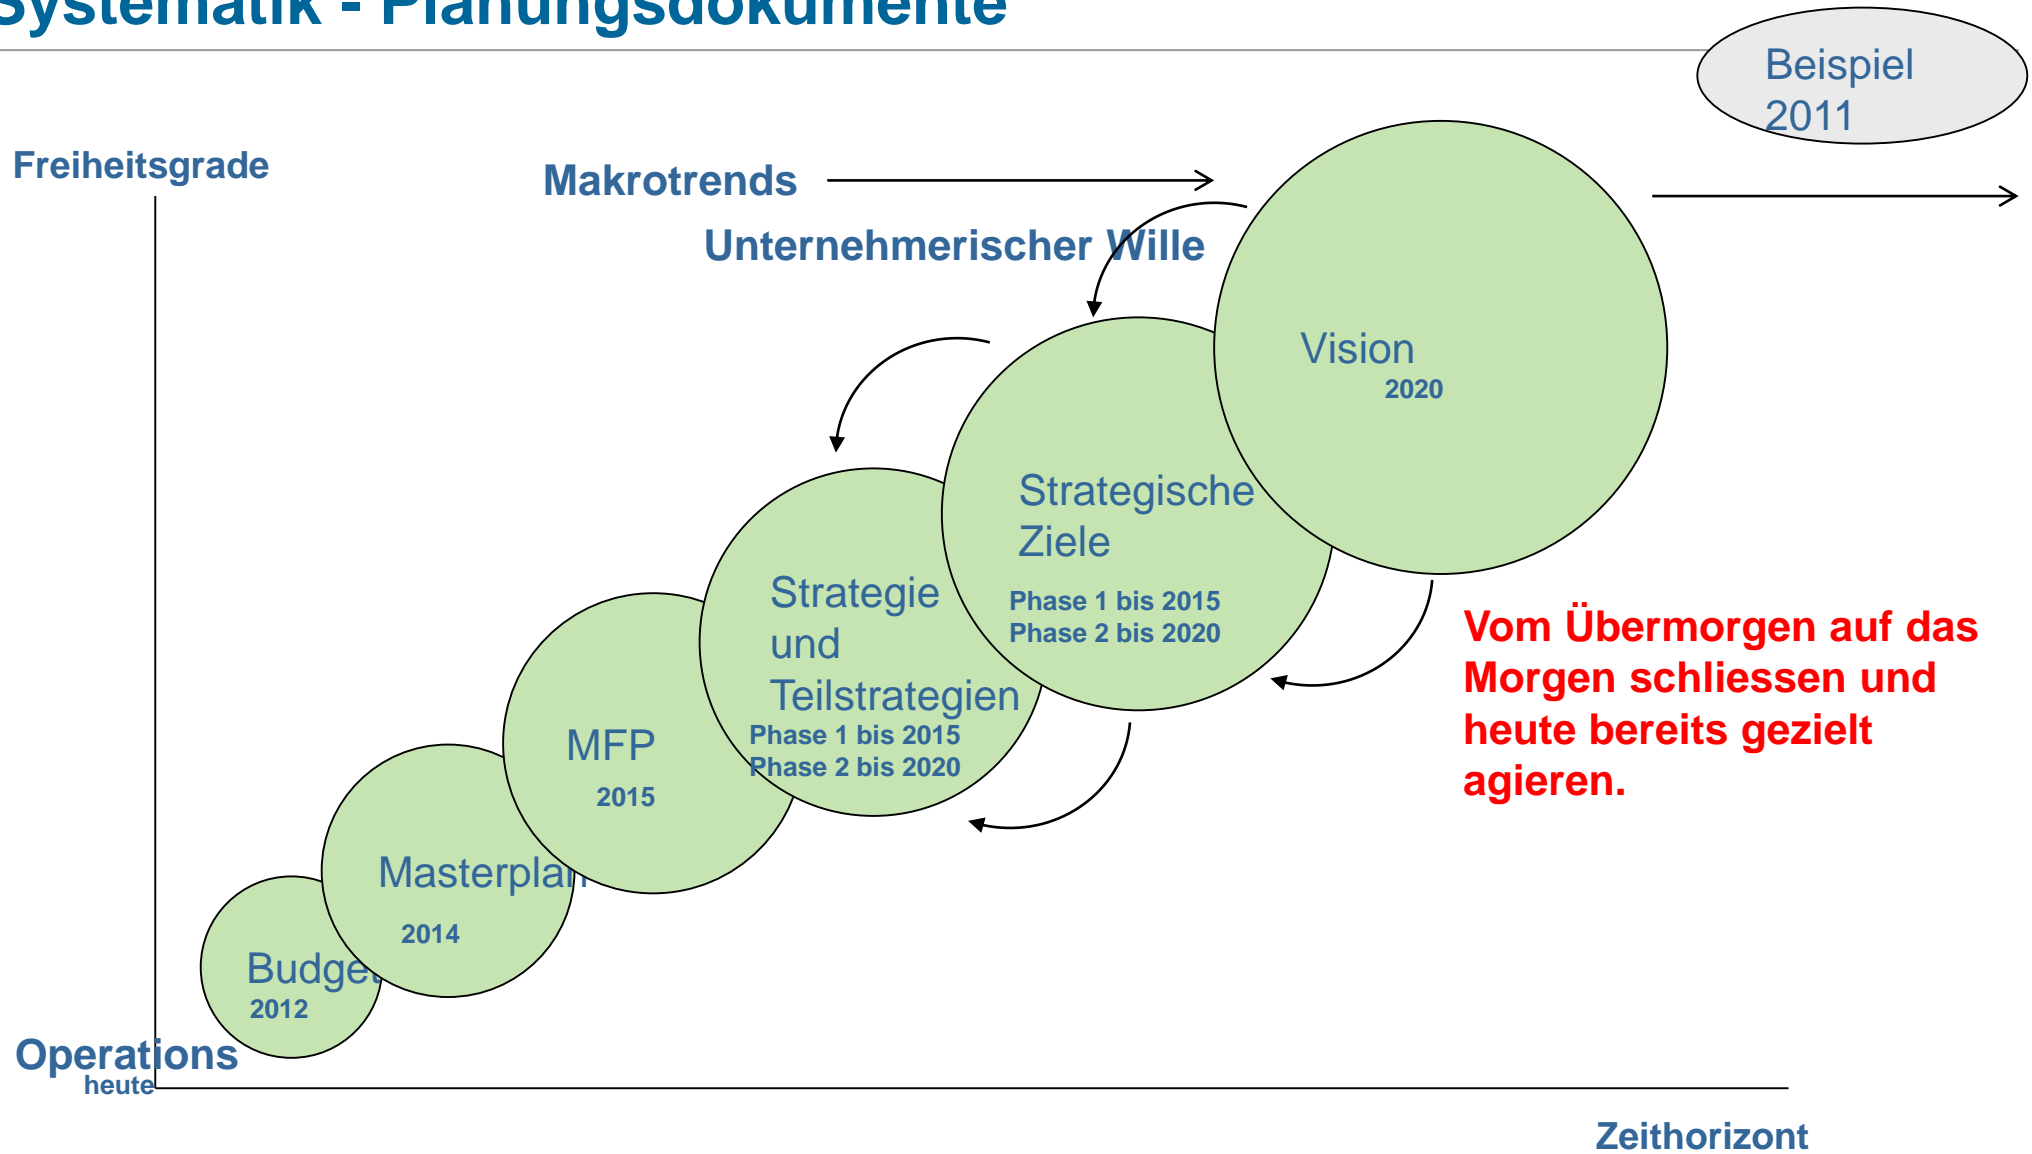 Systematik - Planungsdokumente
Beispiel
2011
Freiheitsgrade
Makrotrends
Unternehmerischer Wille
Vision
2020
Strategische
Ziele
Phase 1 bis 2015
Phase 2 bis 2020
Strategie
und
Teilstrategien
Phase 1 bis 2015
Phase 2 bis 2020
Vom Übermorgen auf das
Morgen schliessen und
heute bereits gezielt
agieren.
MFP
2015
Masterplan
2014
Budget
2012
Operations
heute
Zeithorizont